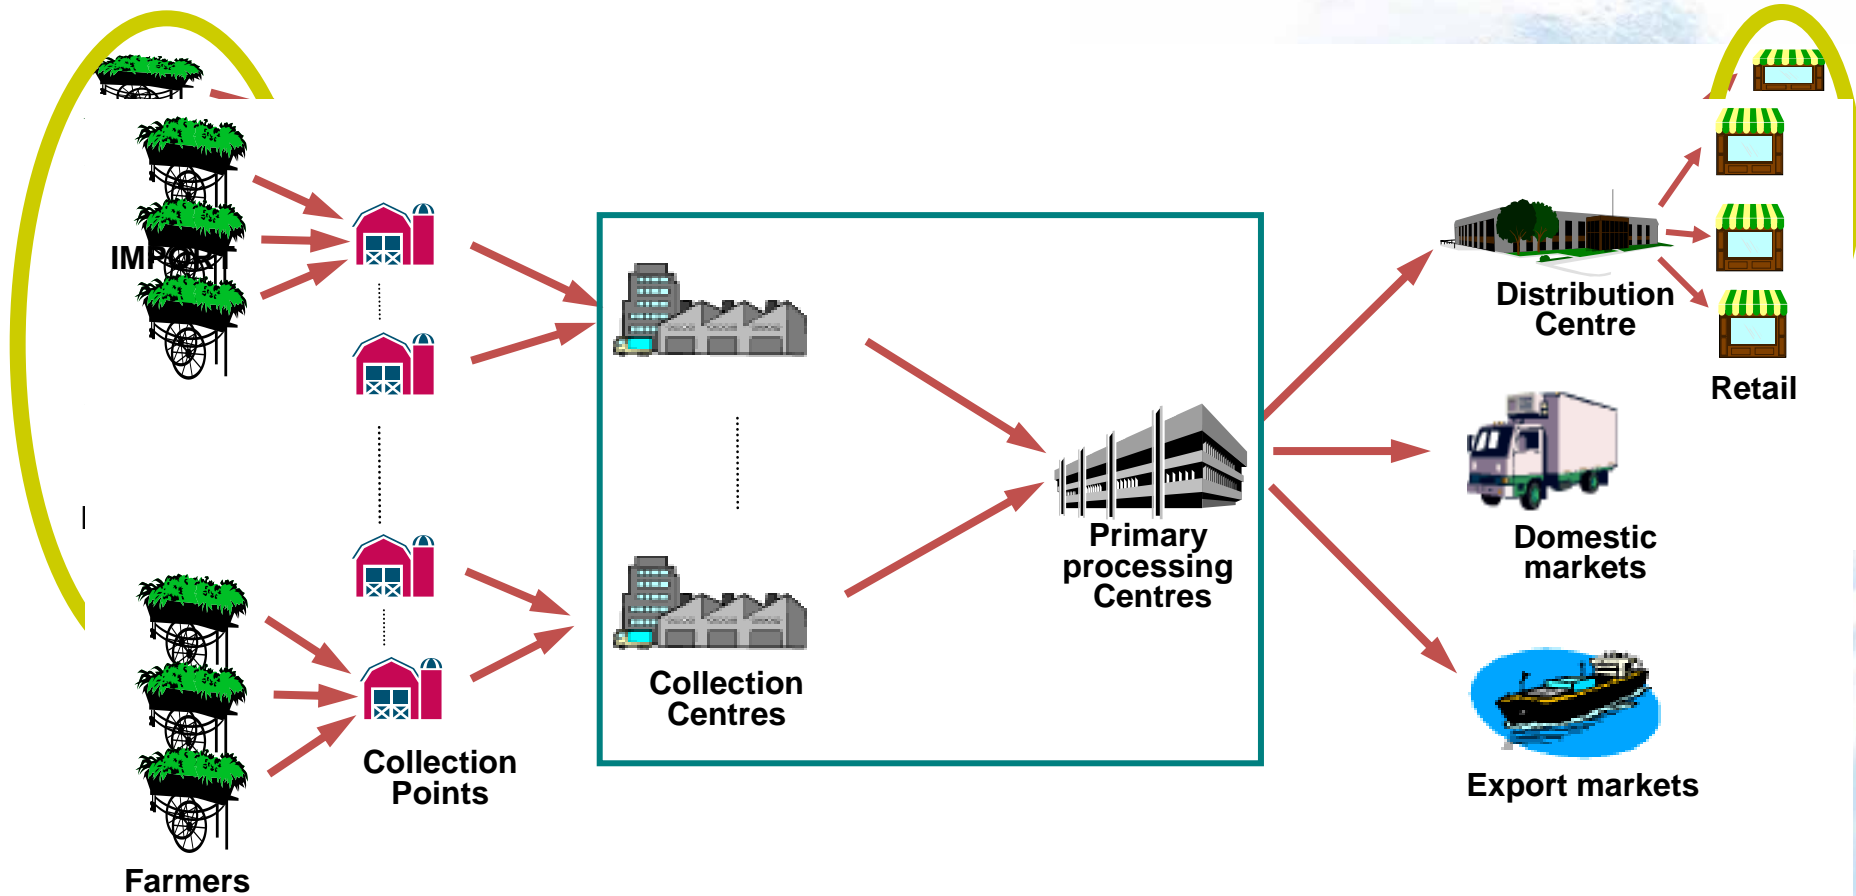 IMPORT
Distribution
Centre
Retail
Primary
processing
Centres
Domestic
markets
Collection
Centres
Collection
Points
Export markets
Farmers